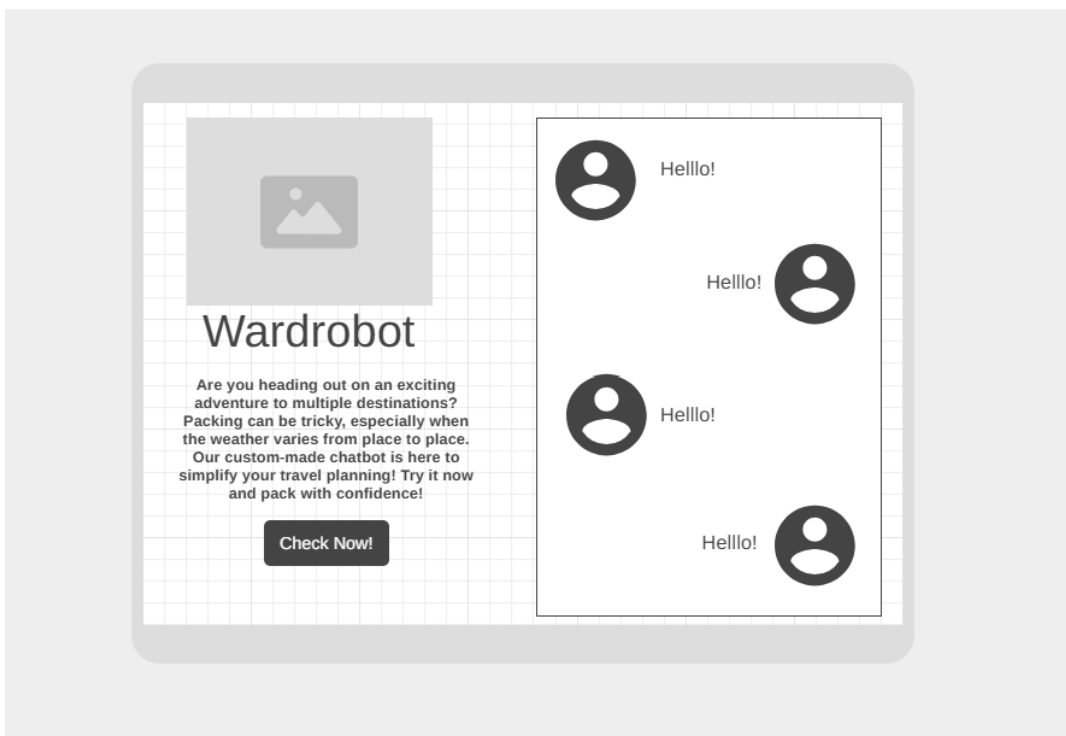 Wardrobot
Are you heading out on an exciting
adventure to multiple destinations?
Packing can be tricky, especially when
the weather varies from place to place.
Our custom-made chatbot is here to
simplify your travel planning! Try it now
and pack with confidence!
Check Now!
Helllo!
Helllo!
Helllo!
Helllo!